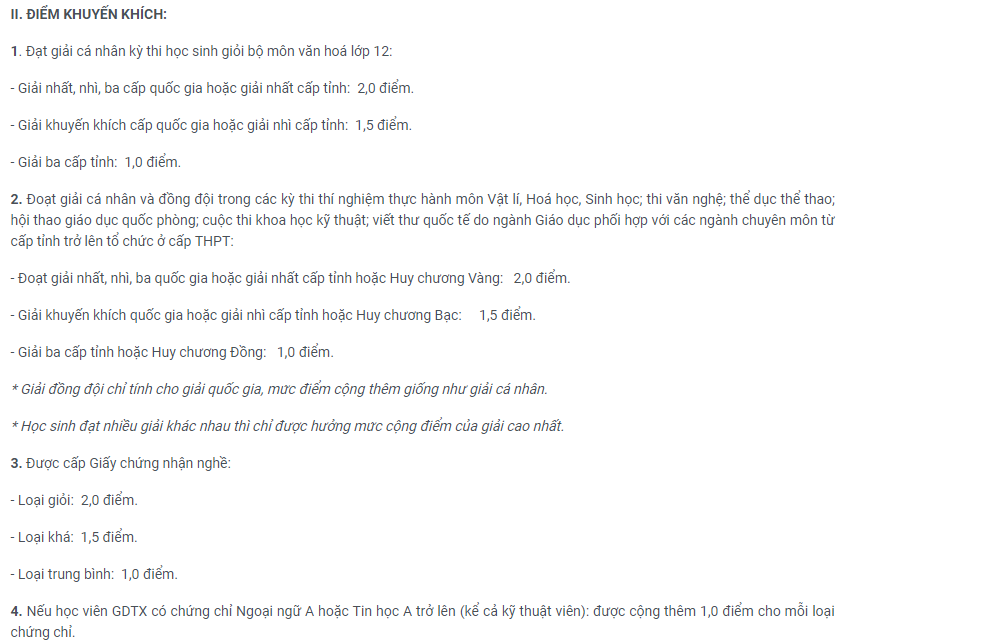 II. ĐIỂM KHUYẾN KHÍCH:
1. Đạt giải cá nhân kỳ thi học sinh giỏi bộ môn văn hoá lớp 12:
- Giải nhất, nhì, ba cấp quốc gia hoặc giải nhất cấp tỉnh: 2,0 điểm.
- Giải khuyến khích cấp quốc gia hoặc giải nhì cấp tỉnh: 1,5 điểm.
- Giải ba cấp tỉnh: 1,0 điểm.
2. Đoạt giải cá nhân và đồng đội trong các kỳ thi thí nghiệm thực hành môn Vật lí, Hoá học, Sinh học; thi văn nghệ; thể dục thể thao;
hội thao giáo dục quốc phòng; cuộc thi khoa học kỹ thuật; viết thư quốc tế do ngành Giáo dục phối hợp với các ngành chuyên môn từ
cấp tỉnh trở lên tổ chức ở cấp THPT:
- Đoạt giải nhất, nhì, ba quốc gia hoặc giải nhất cấp tỉnh hoặc Huy chương Vàng: 2,0 điểm.
- Giải khuyến khích quốc gia hoặc giải nhì cấp tỉnh hoặc Huy chương Bạc: 1,5 điểm.
- Giải ba cấp tỉnh hoặc Huy chương Đồng: 1,0 điểm.
* Giải đồng đội chỉ tính cho giải quốc gia, mức điểm cộng thêm giống như giải cá nhân.
* Học sinh đạt nhiều giải khác nhau thì chỉ được hưởng mức cộng điểm của giải cao nhất.
3. Được cấp Giấy chứng nhận nghề:
- Loại giỏi: 2,0 điểm.
- Loại khá: 1,5 điểm.
- Loại trung bình: 1,0 điểm.
4. Nếu học viên GDTX có chứng chỉ Ngoại ngữ A hoặc Tin học A trở lên (kể cả kỹ thuật viên): được cộng thêm 1,0 điểm cho mỗi loại
chứng chỉ.